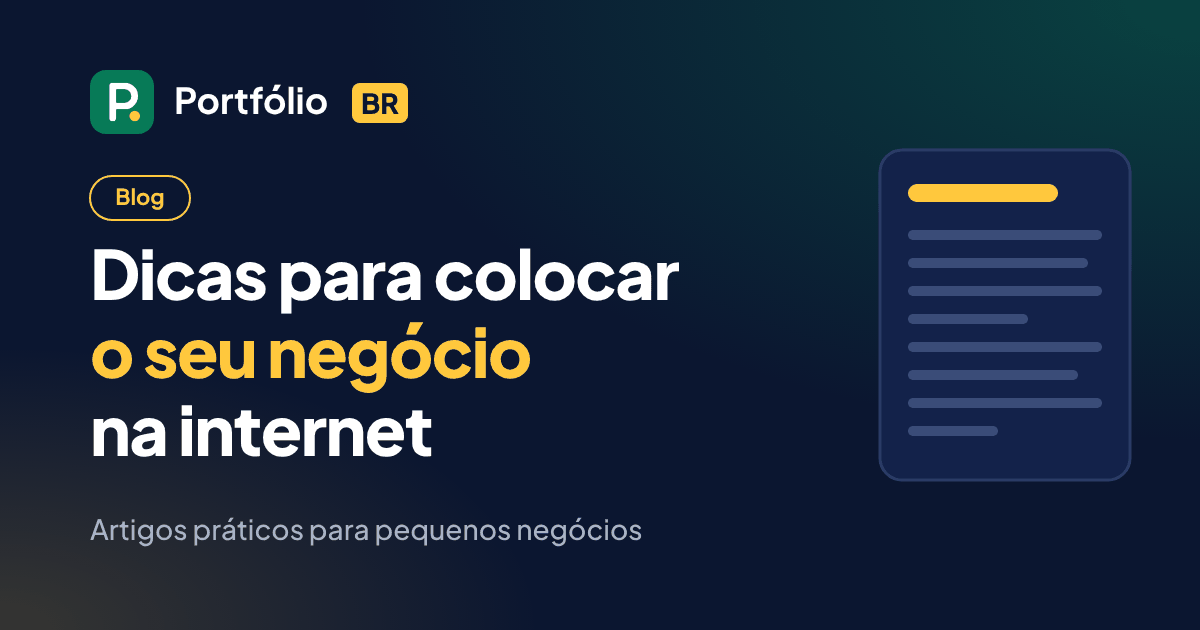 P.
Portfólio BR
Blog
Dicas para colocar
o seu negócio
na internet
Artigos práticos para pequenos negócios